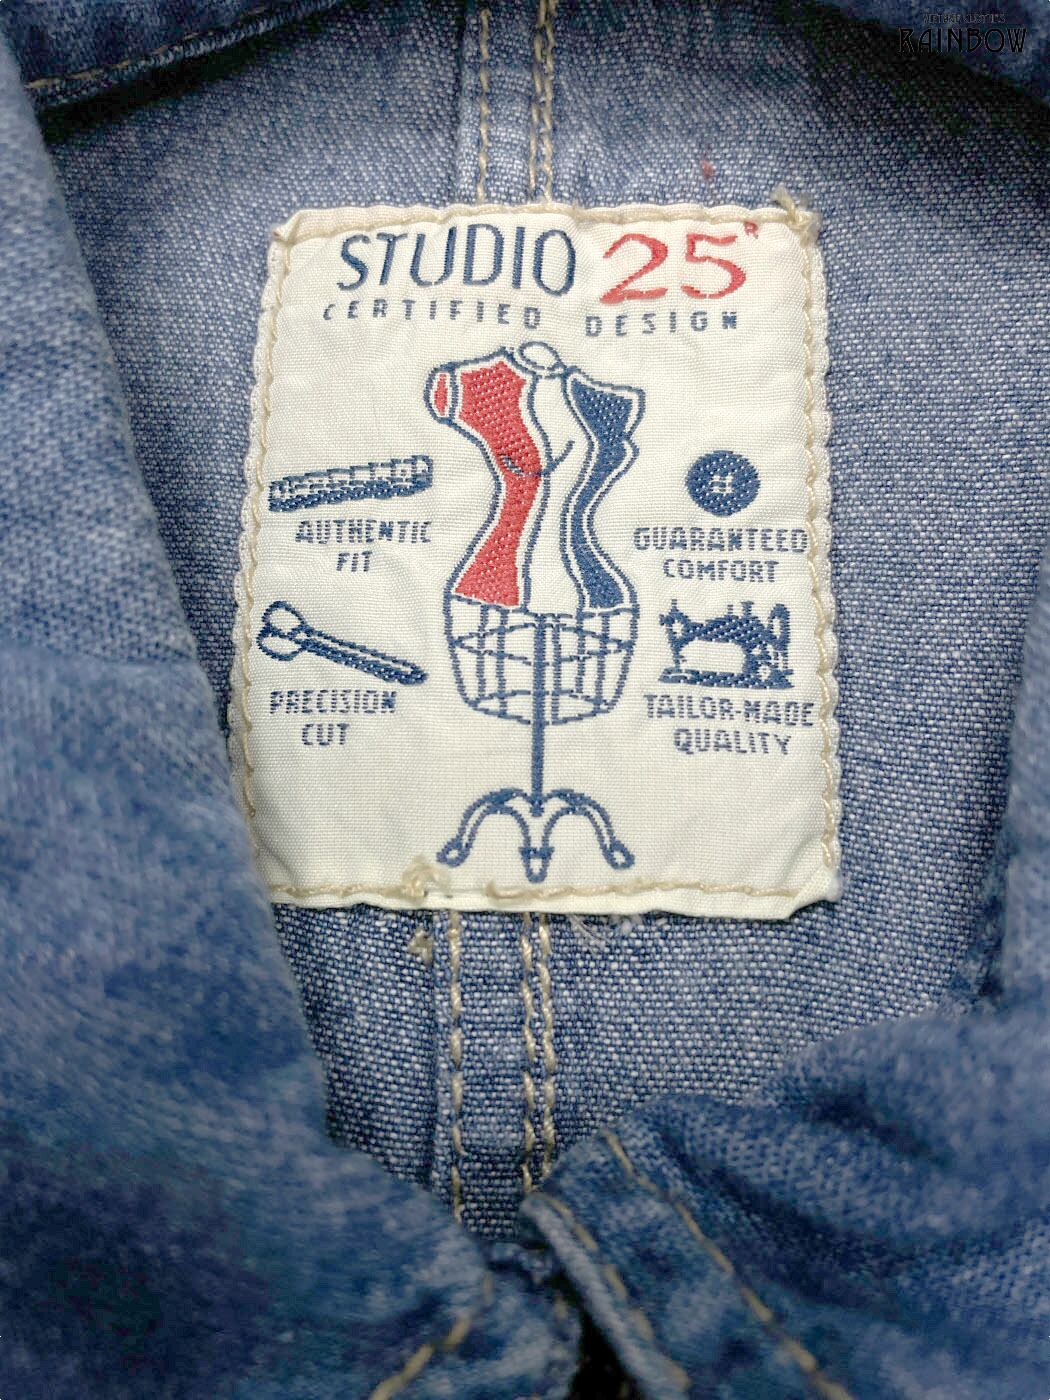 RAINBOW
STUDIO 25 R
CERTIFIED DESIGN
AUTHENTIC
FIT
GUARANTEED
COMFORT
PRECISION
CUT
TAILOR-MADE
QUALITY